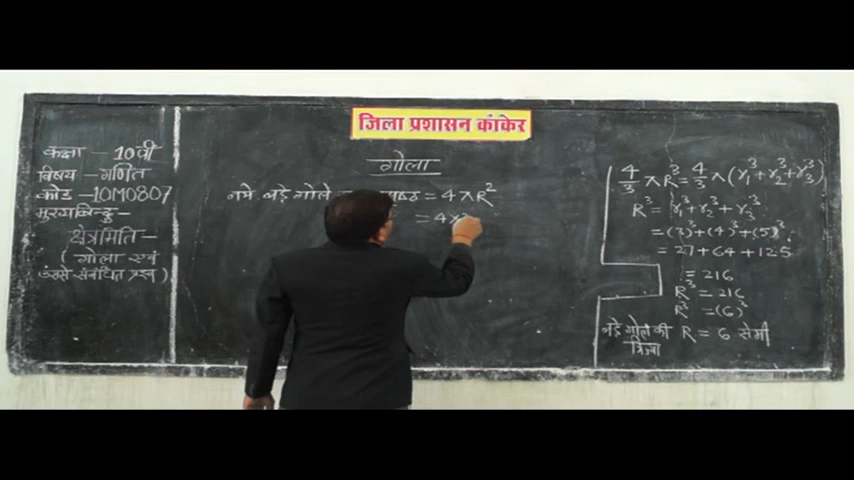 जिला प्रशासन कांकेर
कक्षा - 10वी
विषय - गणित
कोड - 10M0807
मुख्यबिन्दु -
क्षेत्रमिति -
( गोला एवं
उससे संबंधित प्रश्न )
गोला
नये बड़े गोले पृष्ठ = 4πR²
= 4×
4/3 πR³ = 4/3 π (r₁³ + r₂³ + r₃³)
R³ = r₁³ + r₂³ + r₃³
= (3)³ + (4)³ + (5)³
= 27 + 64 + 125
= 216
R³ = 216
R³ = (6)³
बड़े गोले की त्रिज्या R = 6 सेमी